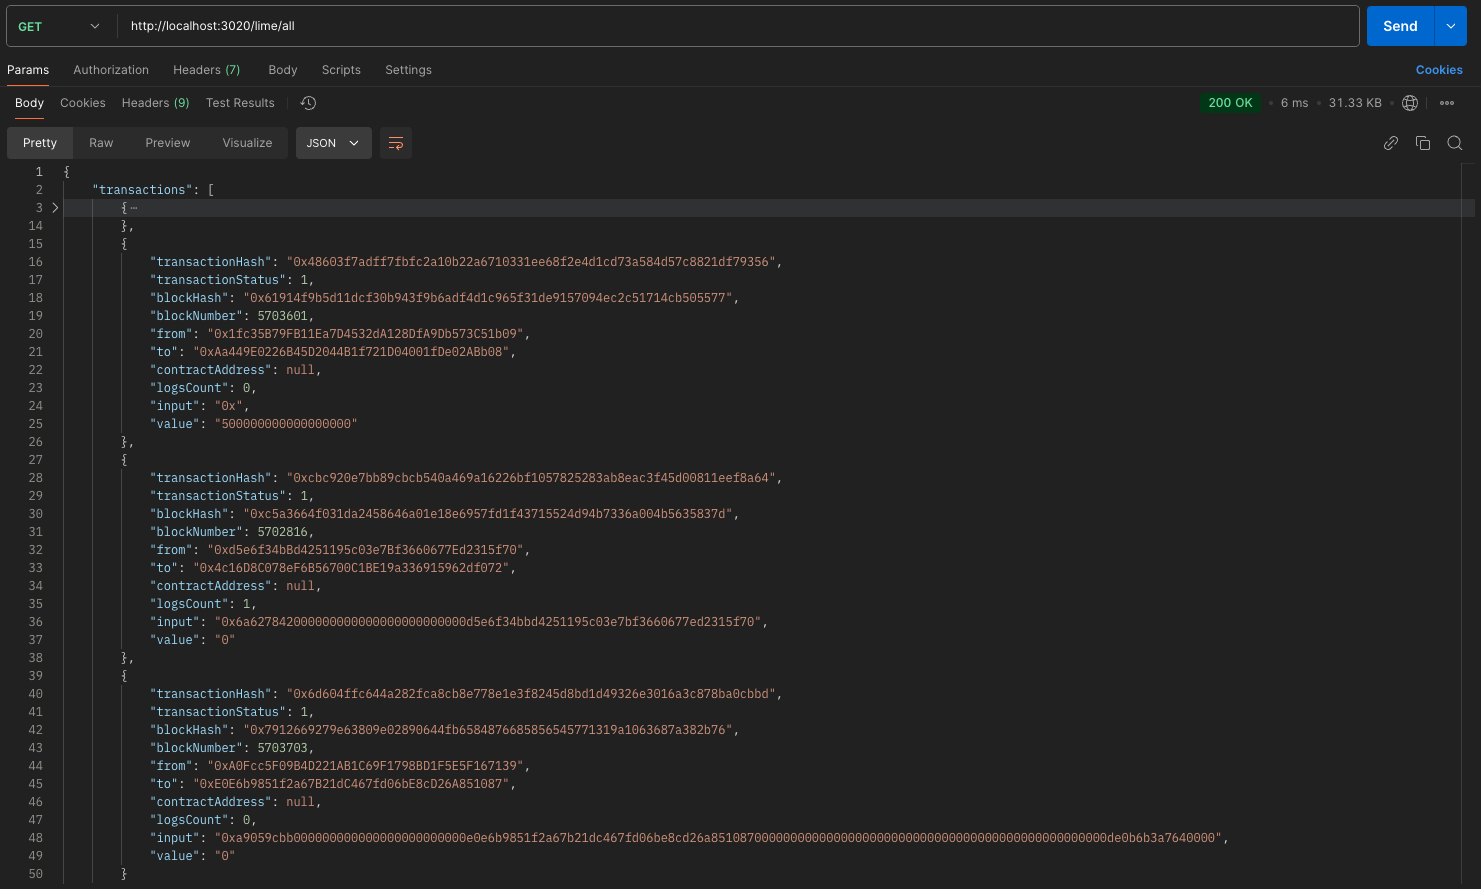 GET http://localhost:3020/lime/all Send
Params Authorization Headers (7) Body Scripts Settings Cookies
Body Cookies Headers (9) Test Results 200 OK • 6 ms • 31.33 KB •
Pretty Raw Preview Visualize JSON
1 {
2 "transactions": [
3 { ⋯
14 },
15 {
16 "transactionHash": "0x48603f7adff7fbfc2a10b22a6710331ee68f2e4d1cd73a584d57c8821df79356",
17 "transactionStatus": 1,
18 "blockHash": "0x61914f9b5d11dcf30b943f9b6adf4d1c965f31de9157094ec2c51714cb505577",
19 "blockNumber": 5703601,
20 "from": "0x1fc35B79FB11Ea7D4532dA128DfA9Db573C51b09",
21 "to": "0xAa449E0226B45D2044B1f721D04001fDe02ABb08",
22 "contractAddress": null,
23 "logsCount": 0,
24 "input": "0x",
25 "value": "500000000000000000"
26 },
27 {
28 "transactionHash": "0xcbc920e7bb89cbcb540a469a16226bf1057825283ab8eac3f45d00811eef8a64",
29 "transactionStatus": 1,
30 "blockHash": "0xc5a3664f031da2458646a01e18e6957fd1f43715524d94b7336a004b5635837d",
31 "blockNumber": 5702816,
32 "from": "0xd5e6f34bBd4251195c03e7Bf3660677Ed2315f70",
33 "to": "0x4c16D8C078eF6B56700C1BE19a336915962df072",
34 "contractAddress": null,
35 "logsCount": 1,
36 "input": "0x6a627842000000000000000000000000d5e6f34bbd4251195c03e7bf3660677ed2315f70",
37 "value": "0"
38 },
39 {
40 "transactionHash": "0x6d604ffc644a282fca8cb8e778e1e3f8245d8bd1d49326e3016a3c878ba0cbbd",
41 "transactionStatus": 1,
42 "blockHash": "0x7912669279e63809e02890644fb6584876685856545771319a1063687a382b76",
43 "blockNumber": 5703703,
44 "from": "0xA0Fcc5F09B4D221AB1C69F1798BD1F5E5F167139",
45 "to": "0xE0E6b9851f2a67B21dC467fd06bE8cD26A851087",
46 "contractAddress": null,
47 "logsCount": 0,
48 "input": "0xa9059cbb000000000000000000000000e0e6b9851f2a67b21dc467fd06be8cd26a8510870000000000000000000000000000000000000000000000000de0b6b3a7640000",
49 "value": "0"
50 }